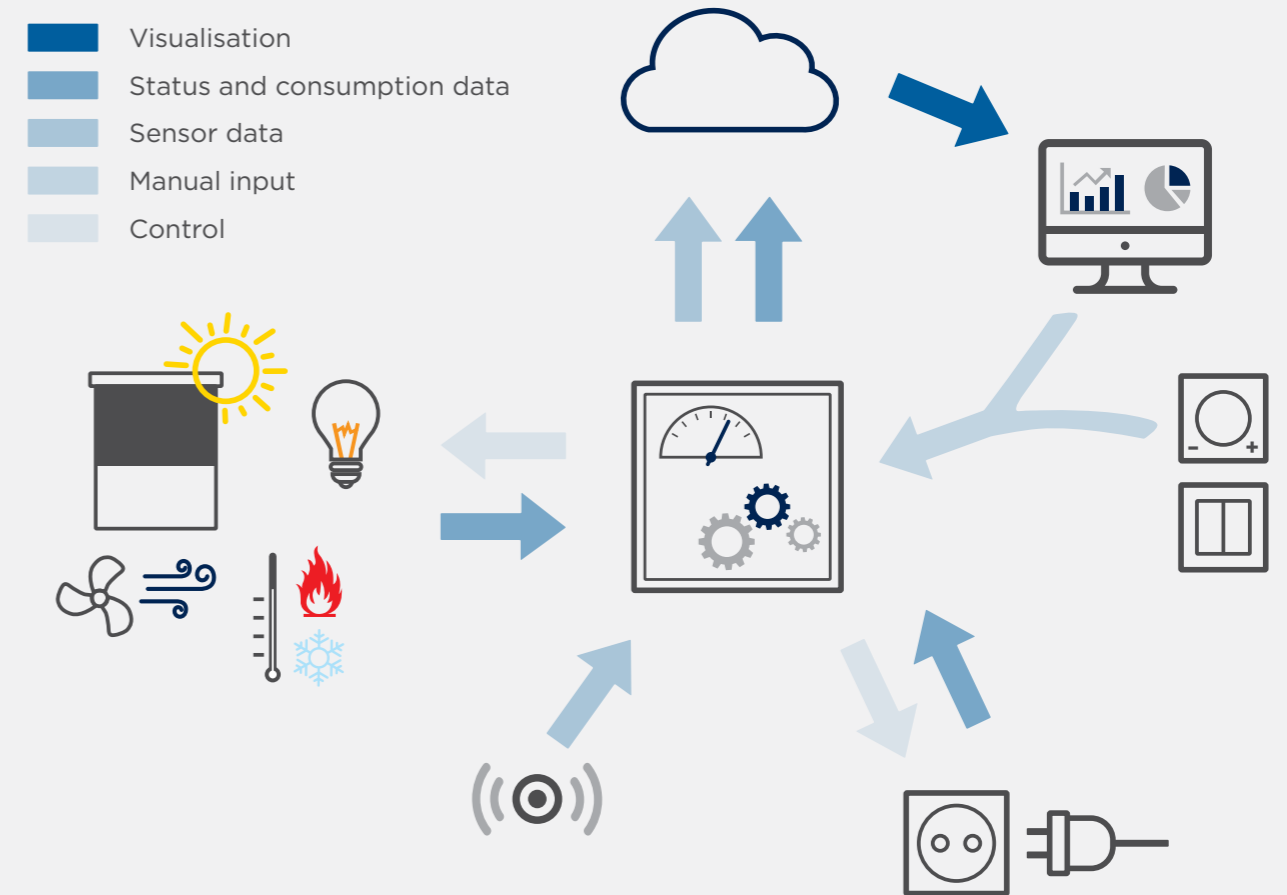 Visualisation
Status and consumption data
Sensor data
Manual input
Control
- +